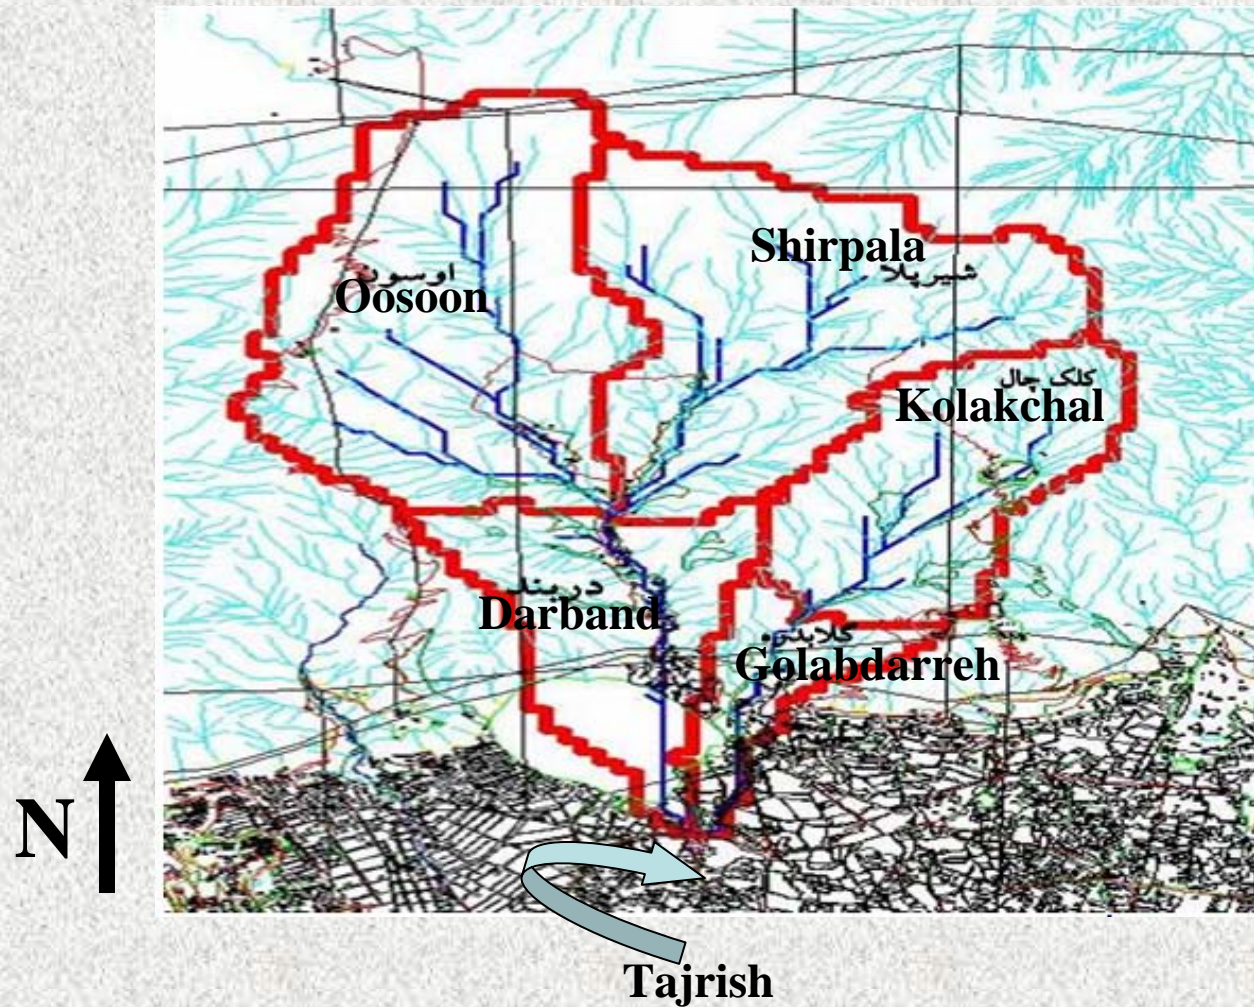 Shirpala
شیرپلا
اوسون
Oosoon
کلک چال
Kolakchal
دربند
Darband
گلابدره
Golabdarreh
N
Tajrish